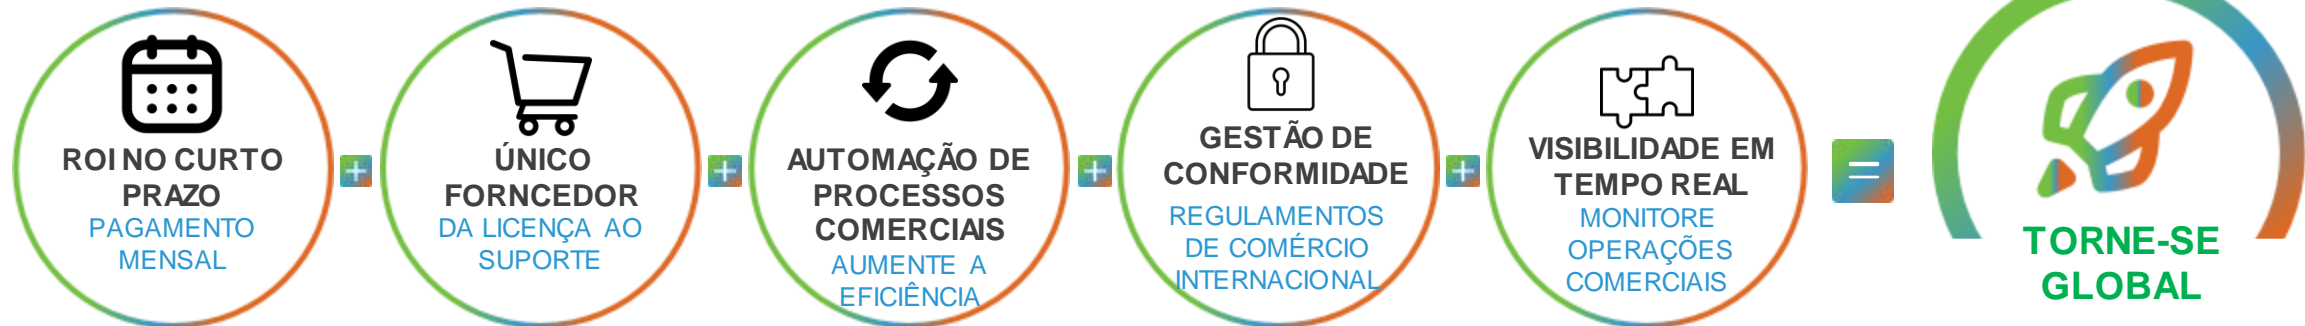 ROI NO CURTO
PRAZO
PAGAMENTO
MENSAL
+
ÚNICO
FORNCEDOR
DA LICENÇA AO
SUPORTE
+
AUTOMAÇÃO DE
PROCESSOS
COMERCIAIS
AUMENTE A
EFICIÊNCIA
+
GESTÃO DE
CONFORMIDADE
REGULAMENTOS
DE COMÉRCIO
INTERNACIONAL
+
VISIBILIDADE EM
TEMPO REAL
MONITORE
OPERAÇÕES
COMERCIAIS
=
TORNE-SE
GLOBAL